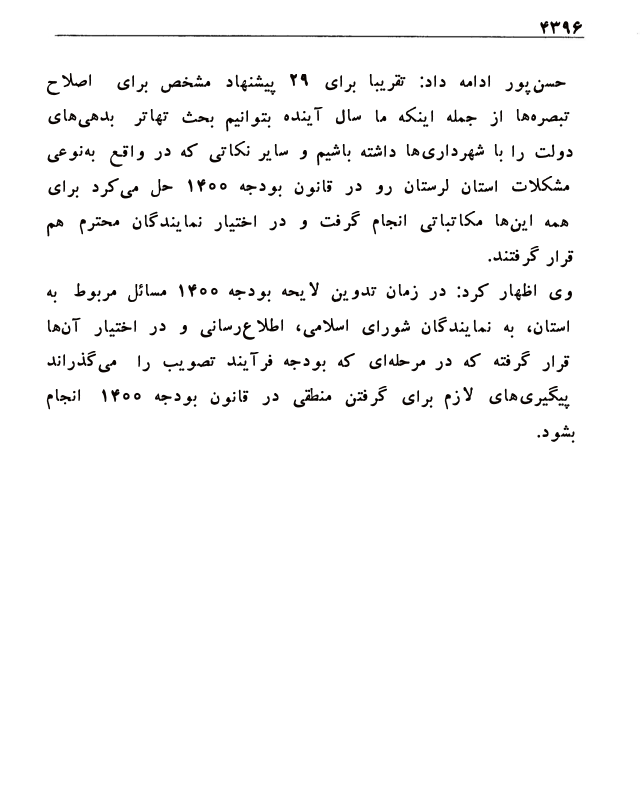 ۴۳۹۶
حسن‌پور ادامه داد: تقریبا برای ۲۹ پیشنهاد مشخص برای اصلاح
تبصره‌ها از جمله اینکه ما سال آینده بتوانیم بحث تهاتر بدهی‌های
دولت را با شهرداری‌ها داشته باشیم و سایر نکاتی که در واقع به‌نوعی
مشکلات استان لرستان رو در قانون بودجه ۱۴۰۰ حل می‌کرد برای
همه این‌ها مکاتباتی انجام گرفت و در اختیار نمایندگان محترم هم
قرار گرفتند.
وی اظهار کرد: در زمان تدوین لایحه بودجه ۱۴۰۰ مسائل مربوط به
استان، به نمایندگان شورای اسلامی، اطلاع‌رسانی و در اختیار آن‌ها
قرار گرفته که در مرحله‌ای که بودجه فرآیند تصویب را می‌گذراند
پیگیری‌های لازم برای گرفتن منطقی در قانون بودجه ۱۴۰۰ انجام
بشود.